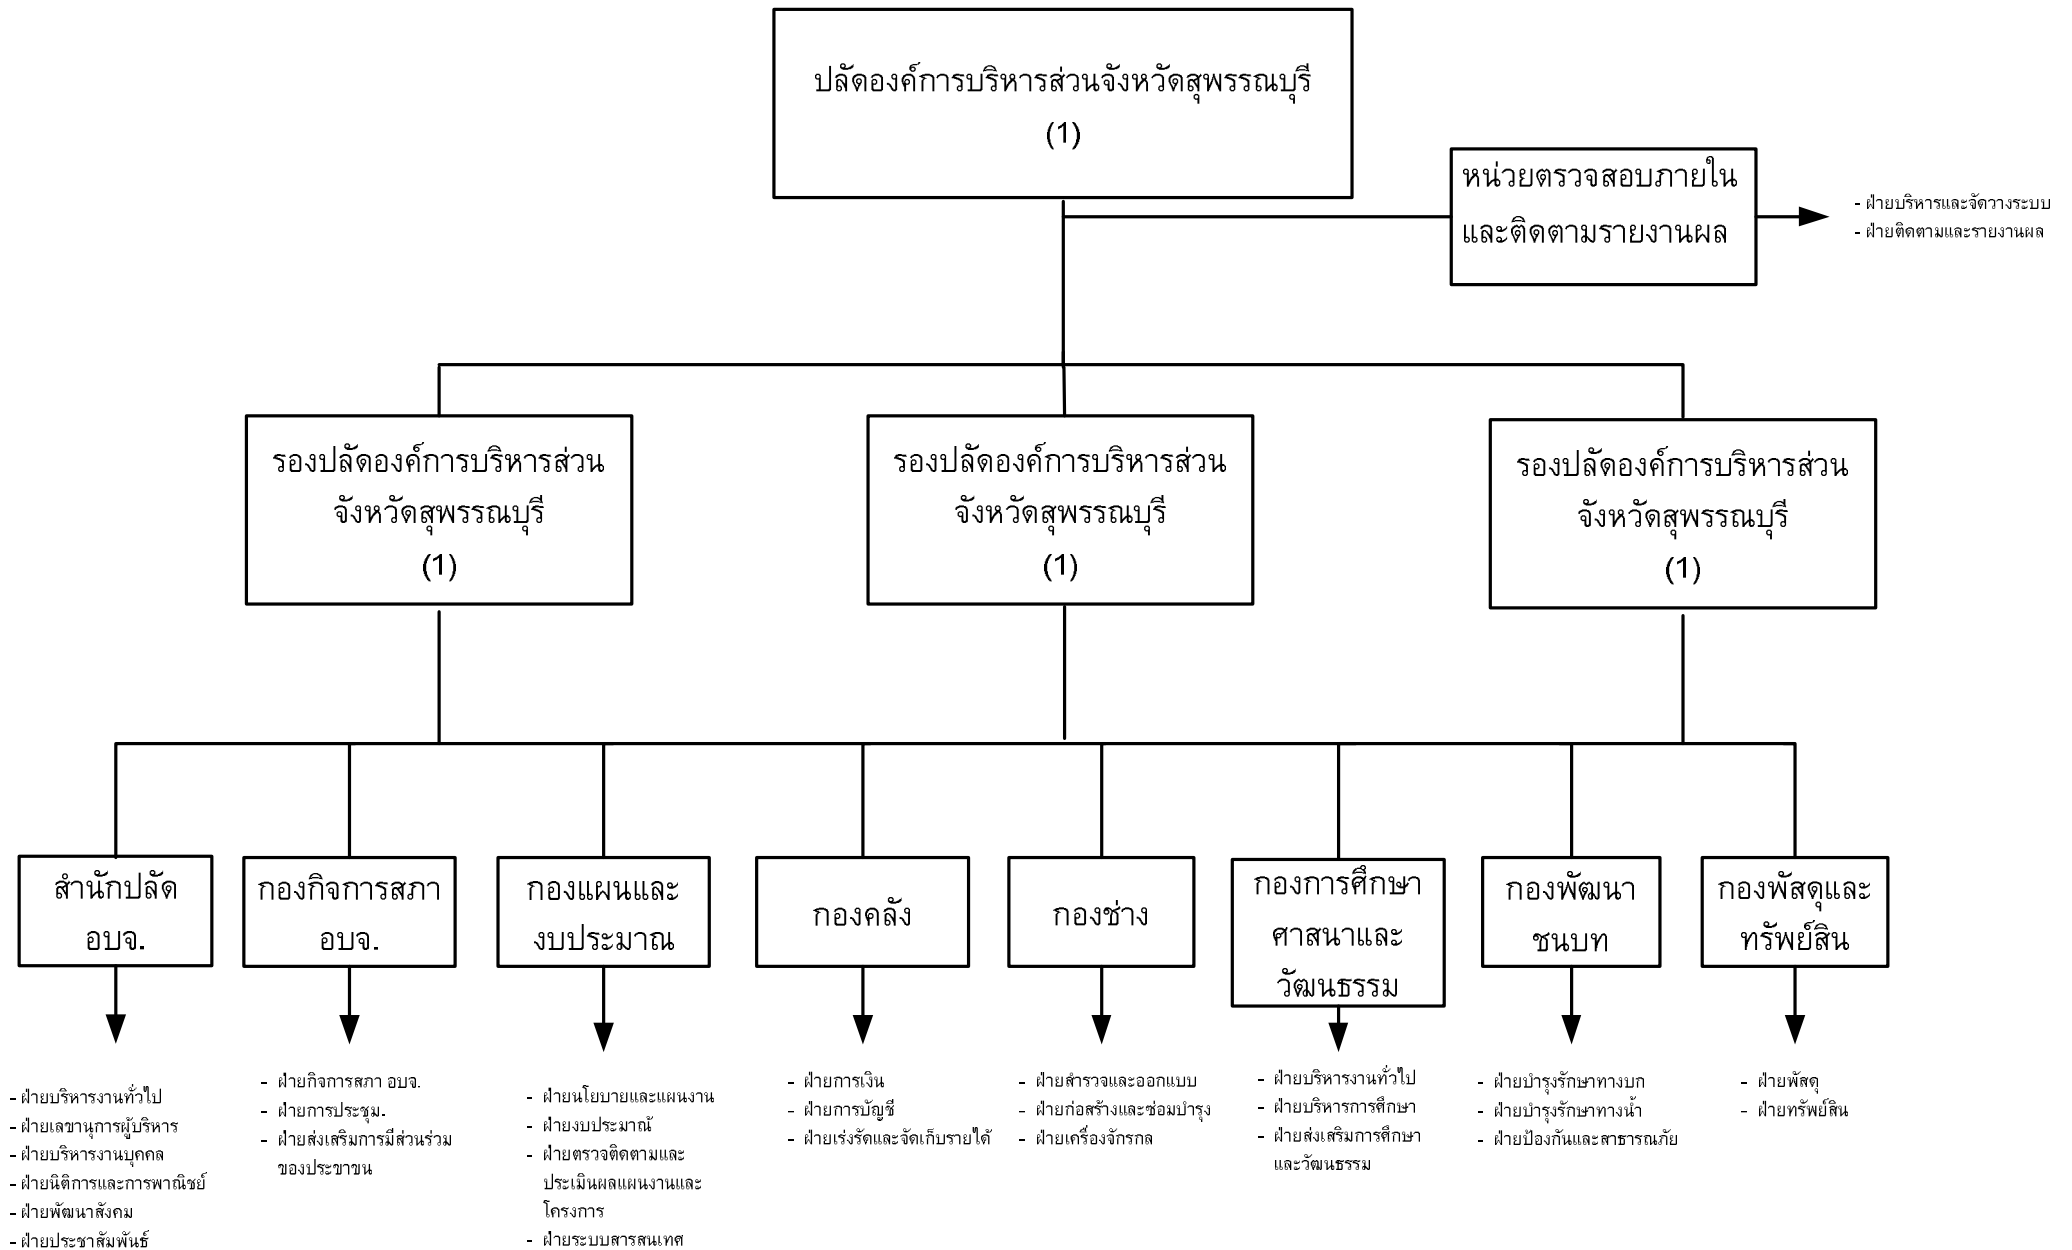 ปลัดองค์การบริหารส่วนจังหวัดสุพรรณบุรี
(1)
หน่วยตรวจสอบภายใน
และติดตามรายงานผล
- ฝ่ายบริหารและจัดวางระบบ
- ฝ่ายติดตามและรายงานผล
รองปลัดองค์การบริหารส่วน
จังหวัดสุพรรณบุรี
(1)
รองปลัดองค์การบริหารส่วน
จังหวัดสุพรรณบุรี
(1)
รองปลัดองค์การบริหารส่วน
จังหวัดสุพรรณบุรี
(1)
สำนักปลัด
อบจ.
กองกิจการสภา
อบจ.
กองแผนและ
งบประมาณ
กองคลัง
กองช่าง
กองการศึกษา
ศาสนาและ
วัฒนธรรม
กองพัฒนา
ชนบท
กองพัสดุและ
ทรัพย์สิน
- ฝ่ายบริหารงานทั่วไป
- ฝ่ายเลขานุการผู้บริหาร
- ฝ่ายบริหารงานบุคคล
- ฝ่ายนิติการและการพาณิชย์
- ฝ่ายพัฒนาสังคม
- ฝ่ายประชาสัมพันธ์
- ฝ่ายกิจการสภา อบจ.
- ฝ่ายการประชุม.
- ฝ่ายส่งเสริมการมีส่วนร่วม
ของประขาขน
- ฝ่ายนโยบายและแผนงาน
- ฝ่ายงบประมาณ้
- ฝ่ายตรวจติดตามและ
ประเมินผลแผนงานและ
โครงการ
- ฝ่ายระบบสารสนเทศ
- ฝ่ายการเงิน
- ฝ่ายการบัญชี
- ฝ่ายเร่งรัดและจัดเก็บรายได้
- ฝ่ายสำรวจและออกแบบ
- ฝ่ายก่อสร้างและซ่อมบำรุง
- ฝ่ายเครื่องจักรกล
- ฝ่ายบริหารงานทั่วไป
- ฝ่ายบริหารการศึกษา
- ฝ่ายส่งเสริมการศึกษา
และวัฒนธรรม
- ฝ่ายบำรุงรักษาทางบก
- ฝ่ายบำรุงรักษาทางน้ำ
- ฝ่ายป้องกันและสาธารณภัย
- ฝ่ายพัสดุ
- ฝ่ายทรัพย์สิน